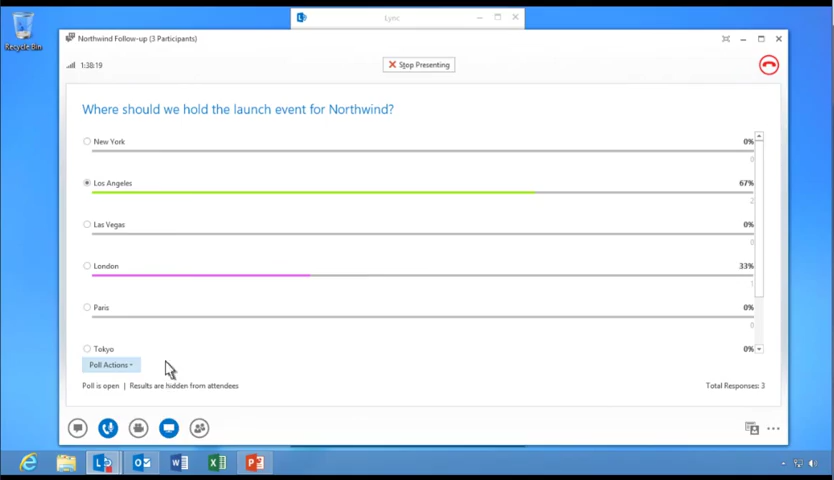 Lync
Recycle Bin
Northwind Follow-up (3 Participants)
1:38:19
Stop Presenting
Where should we hold the launch event for Northwind?
New York 0%
0
Los Angeles 67%
2
Las Vegas 0%
0
London 33%
1
Paris 0%
0
Tokyo 0%
Poll Actions
Poll is open | Results are hidden from attendees Total Responses: 3